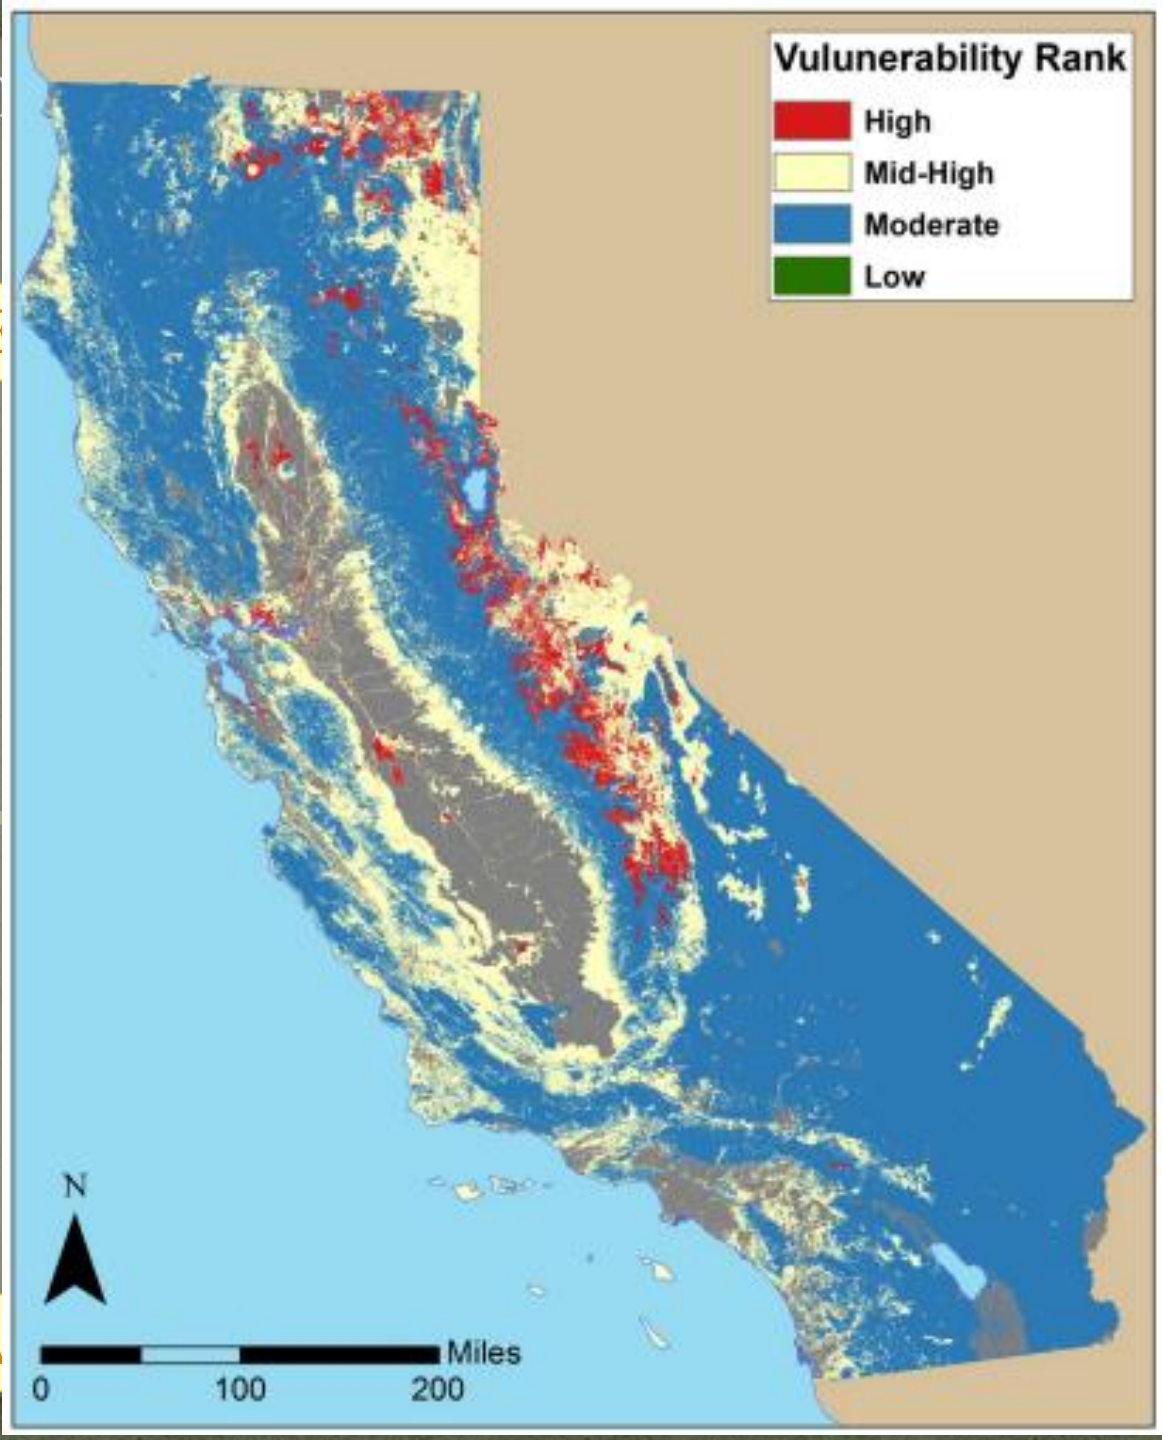 Vulunerability Rank
High
Mid-High
Moderate
Low
N
Miles
0 100 200